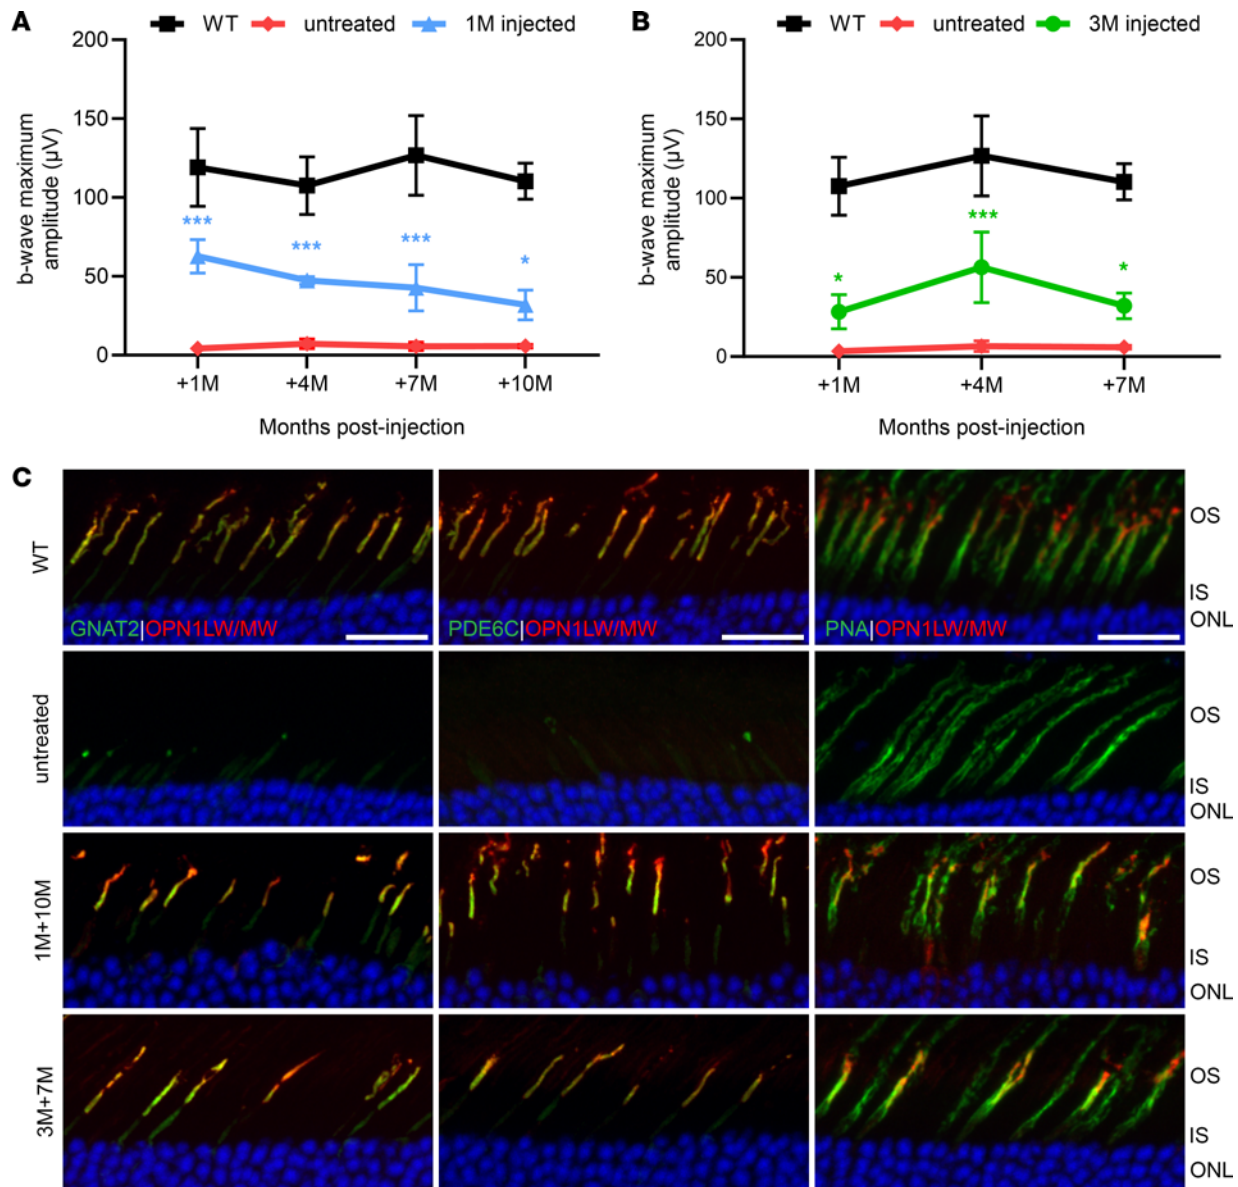 A
WT untreated 1M injected
200
150
100
50
0
b-wave maximum
amplitude (µV)
***
***
***
*
+1M +4M +7M +10M
Months post-injection
B
WT untreated 3M injected
200
150
100
50
0
b-wave maximum
amplitude (µV)
*
***
*
+1M +4M +7M
Months post-injection
C
WT
GNAT2|OPN1LW/MW
PDE6C|OPN1LW/MW
PNA|OPN1LW/MW
OS
IS
ONL
untreated
OS
IS
ONL
1M+10M
OS
IS
ONL
3M+7M
OS
IS
ONL